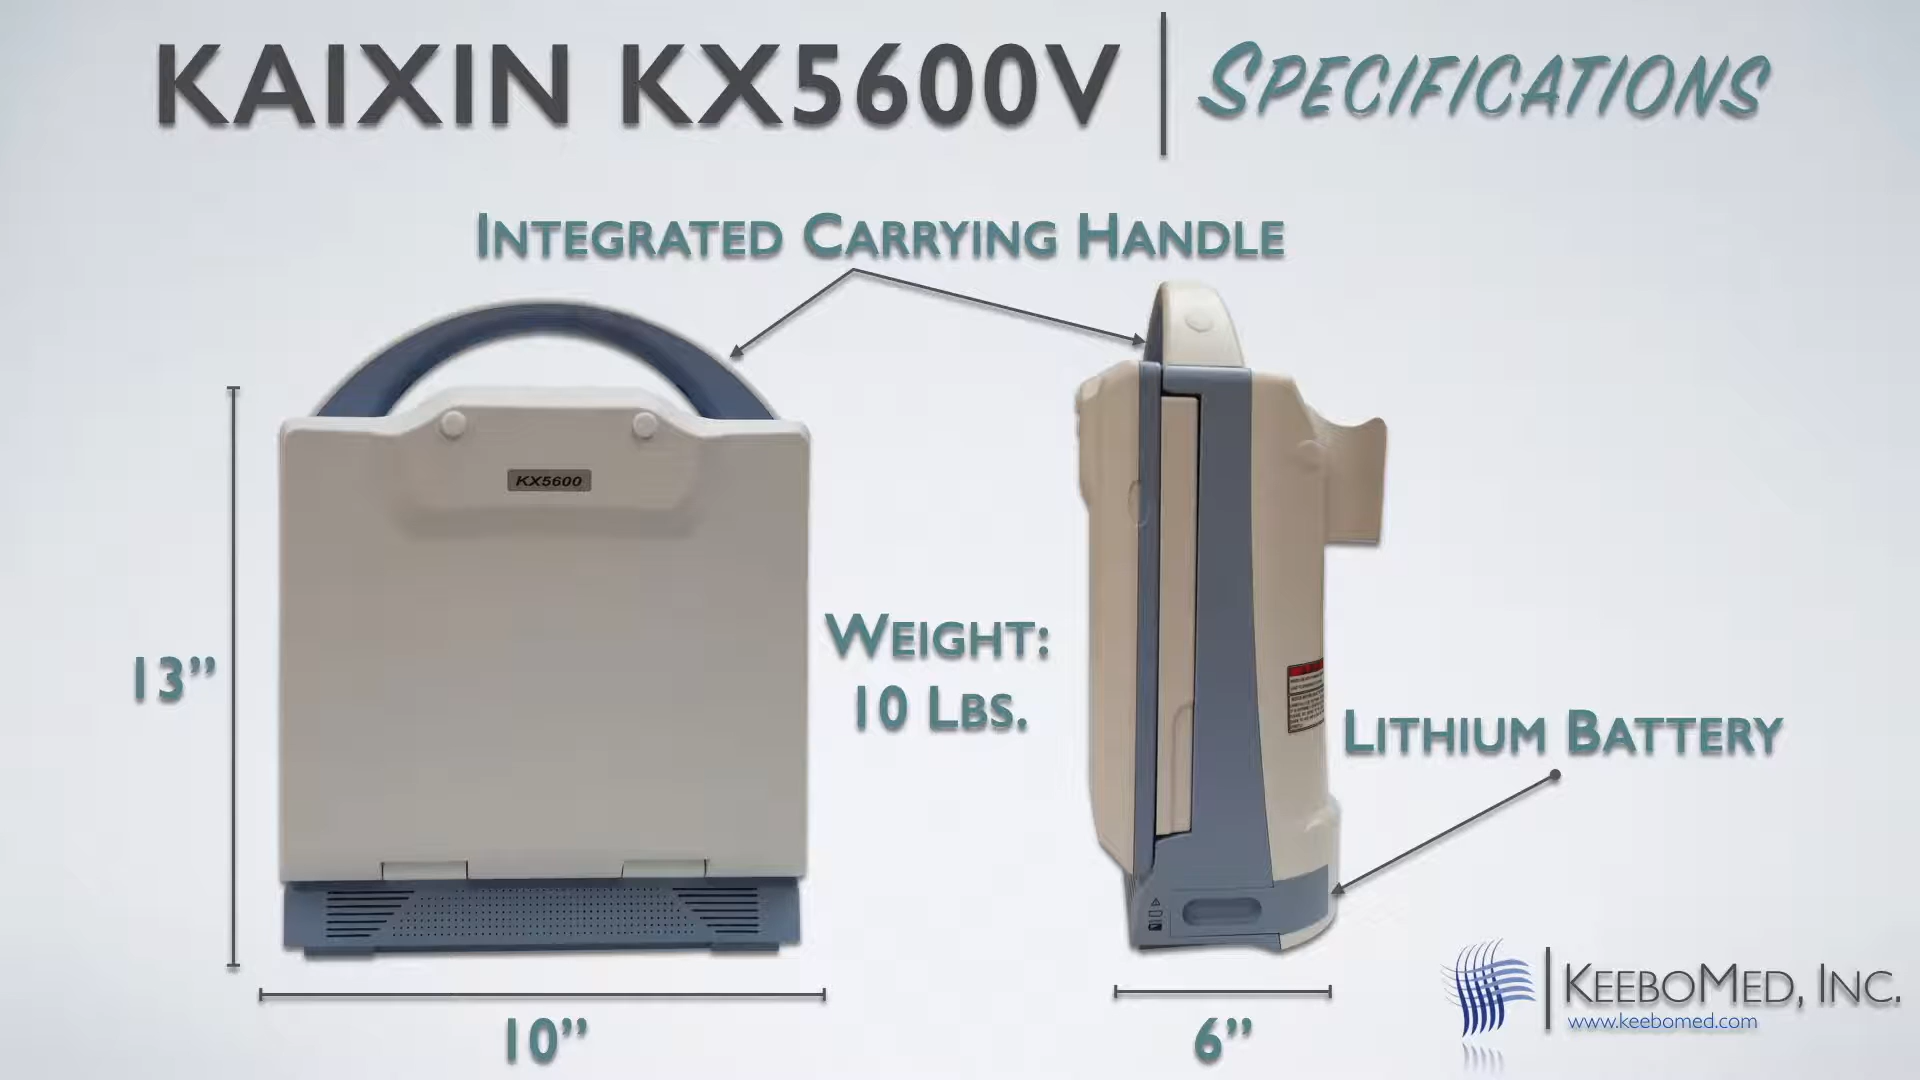 KAIXIN KX5600V | SPECIFICATIONS
INTEGRATED CARRYING HANDLE
KX5600
13”
WEIGHT:
10 LBS.
LITHIUM BATTERY
10”
6”
KEEBOMED, INC.
www.keebomed.com